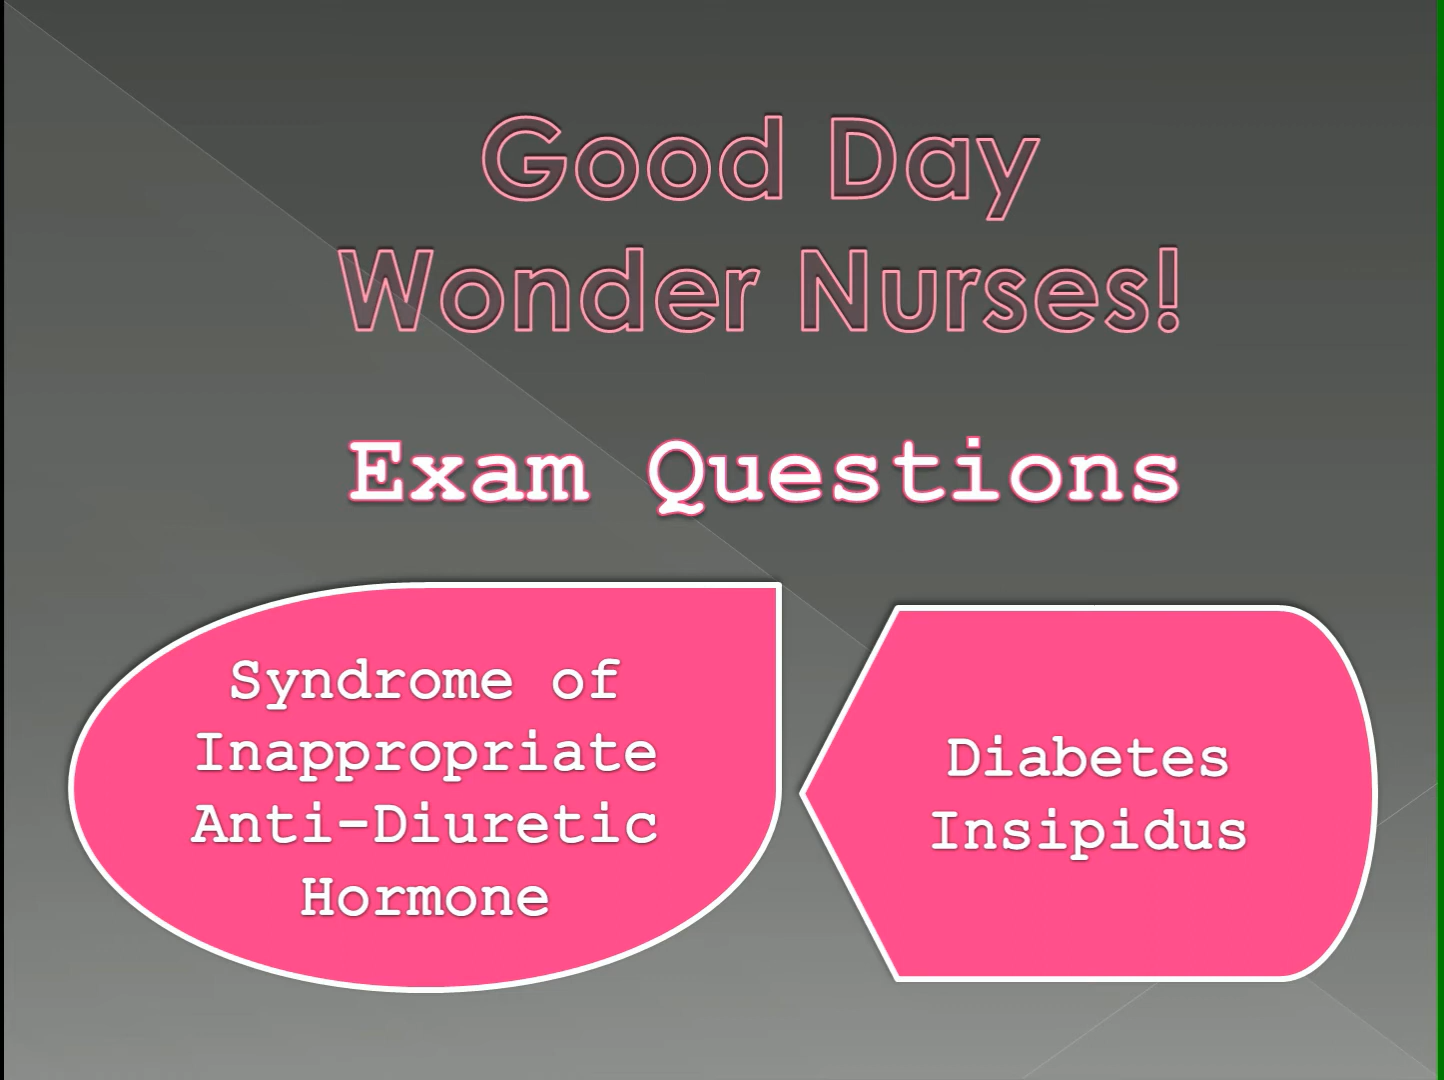 Good Day
Wonder Nurses!
Exam Questions
Syndrome of
Inappropriate
Anti-Diuretic
Hormone
Diabetes
Insipidus